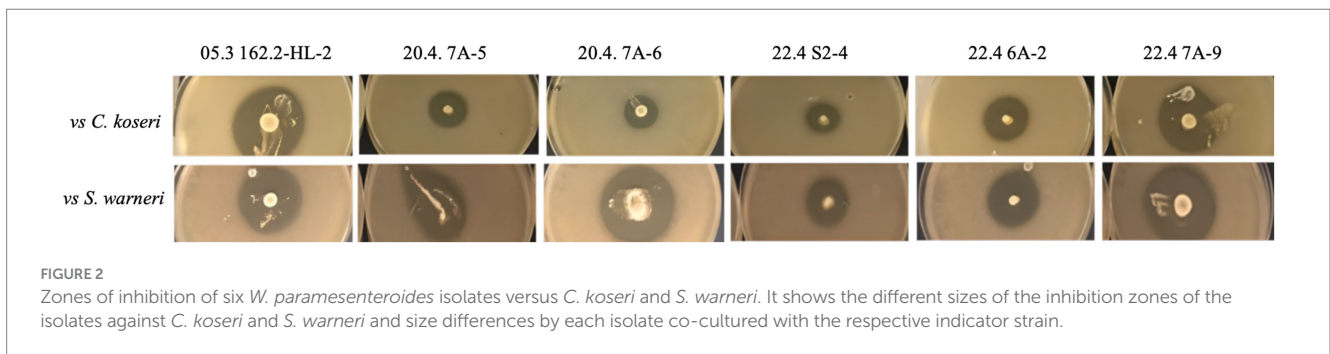 05.3 162.2-HL-2 20.4. 7A-5 20.4. 7A-6 22.4 S2-4 22.4 6A-2 22.4 7A-9
vs C. koseri
vs S. warneri
FIGURE 2
Zones of inhibition of six W. paramesenteroides isolates versus C. koseri and S. warneri. It shows the different sizes of the inhibition zones of the
isolates against C. koseri and S. warneri and size differences by each isolate co-cultured with the respective indicator strain.